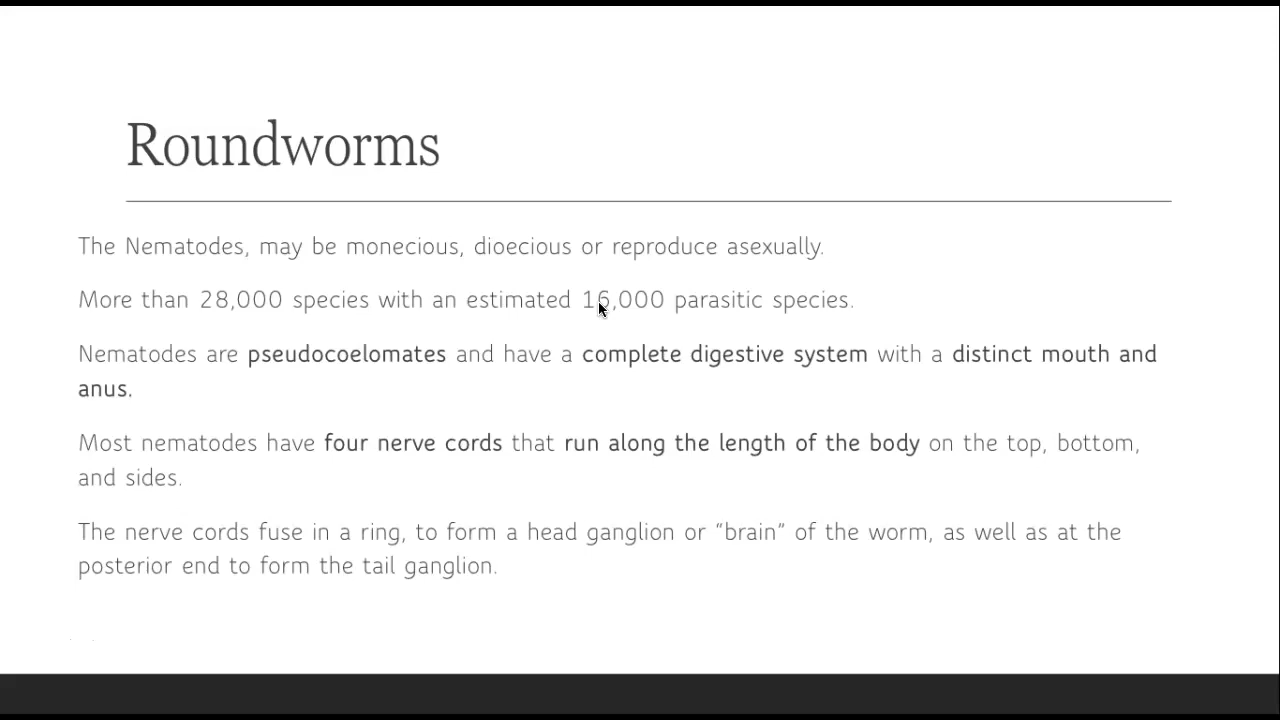 Roundworms
The Nematodes, may be monecious, dioecious or reproduce asexually.
More than 28,000 species with an estimated 16,000 parasitic species.
Nematodes are pseudocoelomates and have a complete digestive system with a distinct mouth and
anus.
Most nematodes have four nerve cords that run along the length of the body on the top, bottom,
and sides.
The nerve cords fuse in a ring, to form a head ganglion or “brain” of the worm, as well as at the
posterior end to form the tail ganglion.